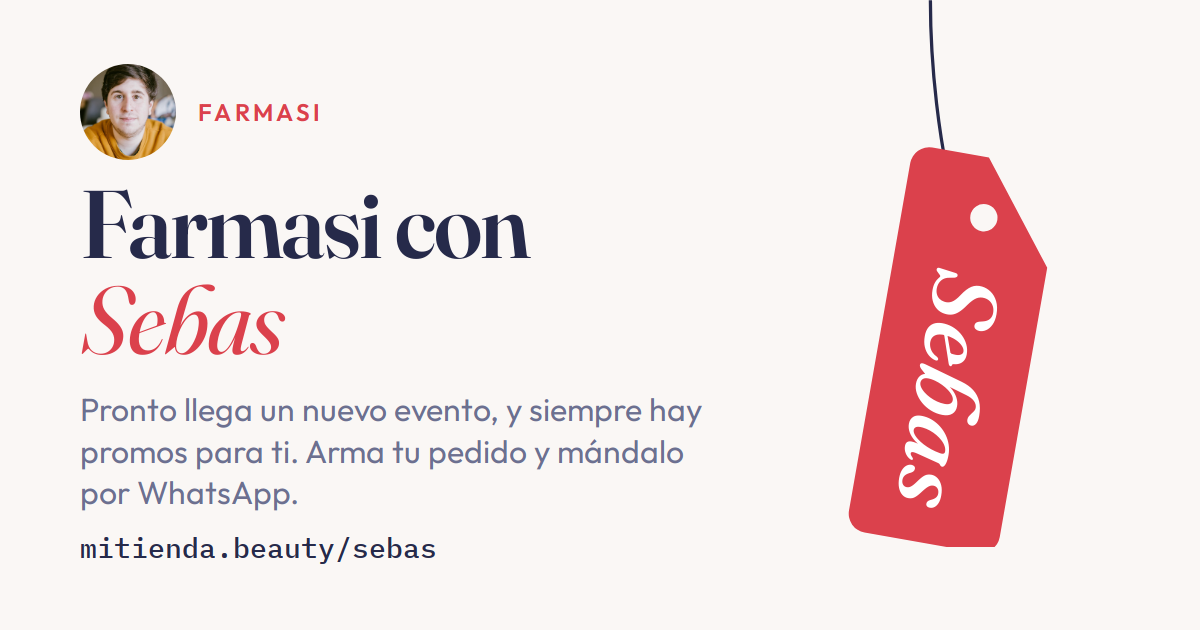 FARMASI
Farmasi con
Sebas
Pronto llega un nuevo evento, y siempre hay
promos para ti. Arma tu pedido y mándalo
por WhatsApp.
mitienda.beauty/sebas
Sebas